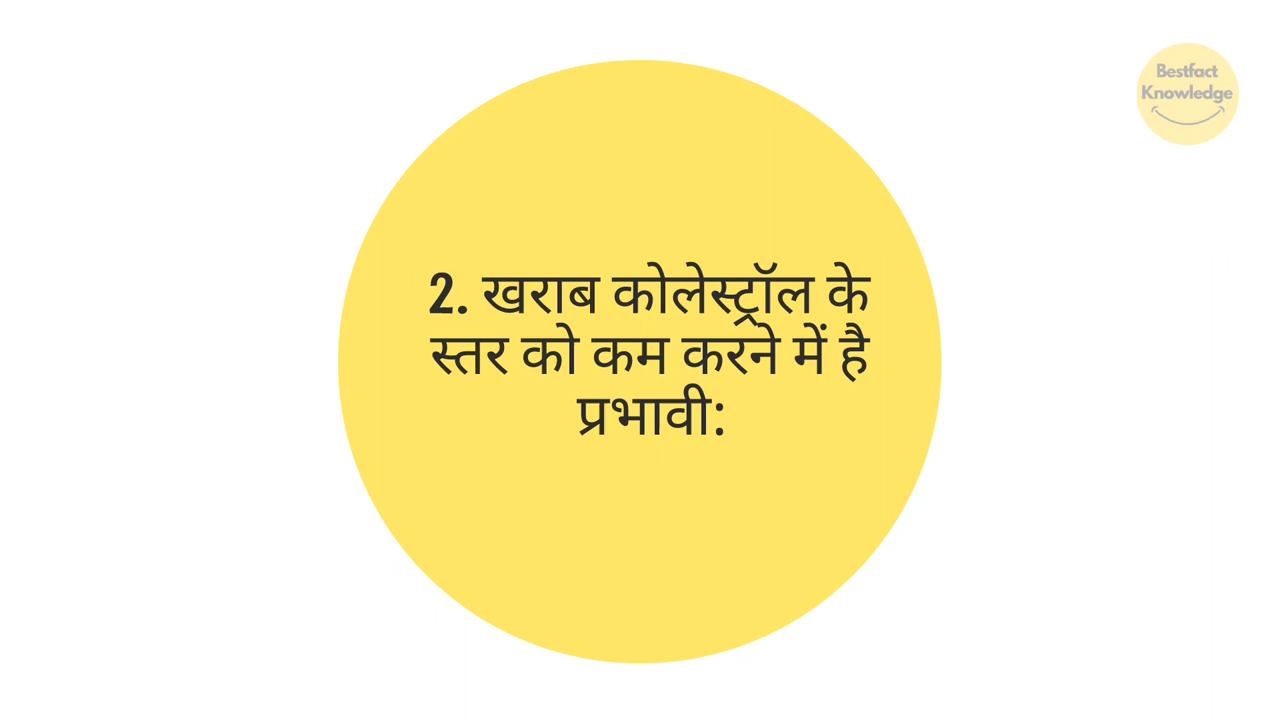 Bestfact
Knowledge
2. खराब कोलेस्ट्रॉल के
स्तर को कम करने में है
प्रभावी: